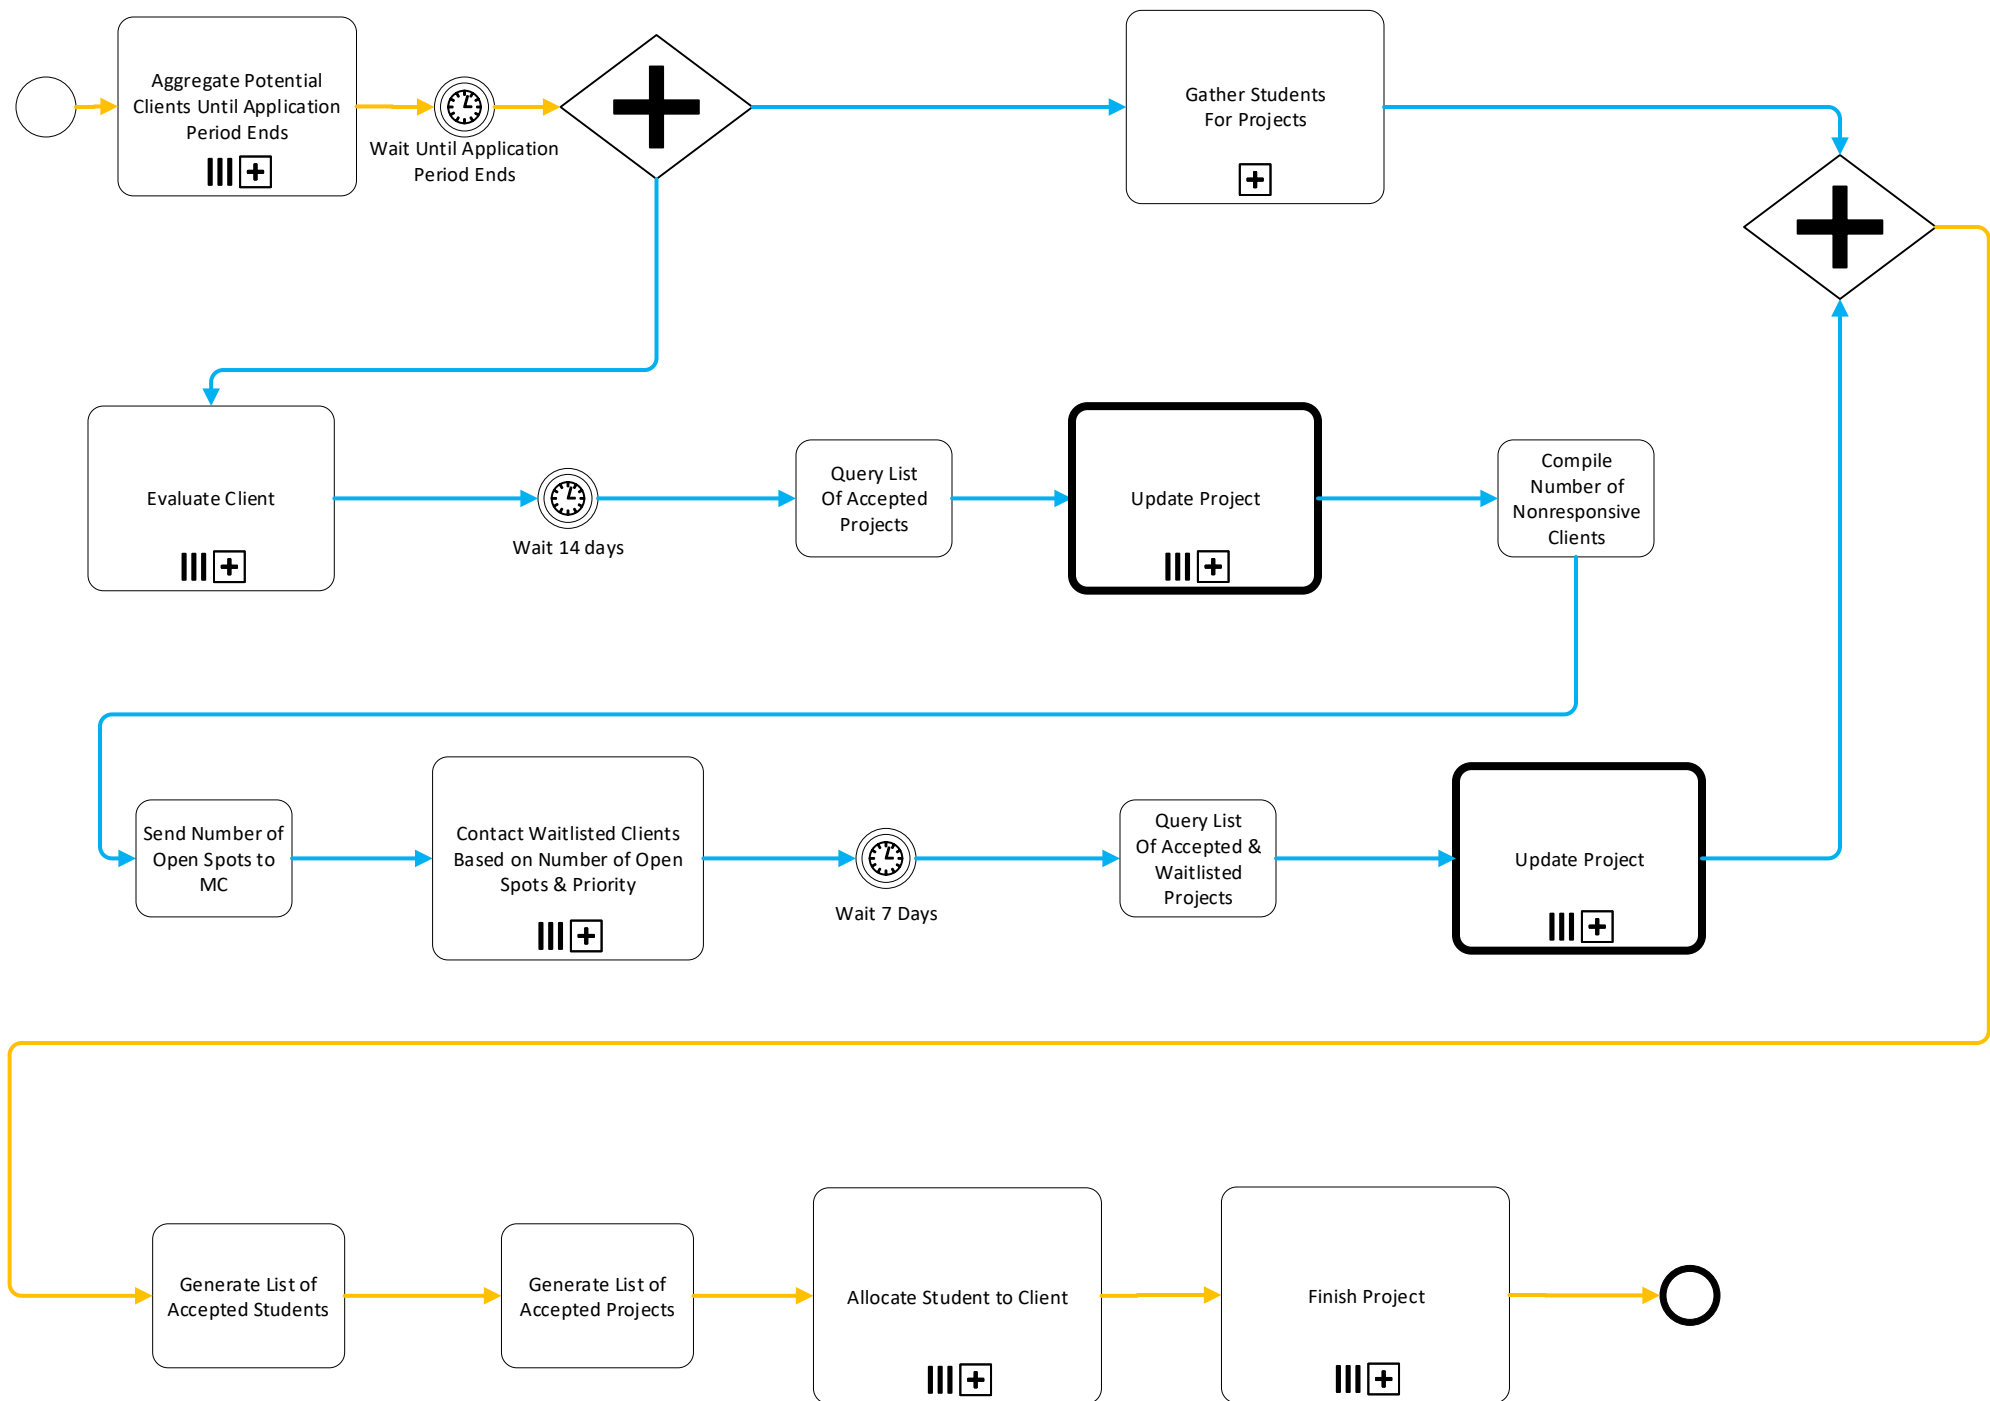 Aggregate Potential
Clients Until Application
Period Ends
Wait Until Application
Period Ends
Gather Students
For Projects
Evaluate Client
Wait 14 days
Query List
Of Accepted
Projects
Update Project
Compile
Number of
Nonresponsive
Clients
Send Number of
Open Spots to
MC
Contact Waitlisted Clients
Based on Number of Open
Spots & Priority
Wait 7 Days
Query List
Of Accepted &
Waitlisted
Projects
Update Project
Generate List of
Accepted Students
Generate List of
Accepted Projects
Allocate Student to Client
Finish Project